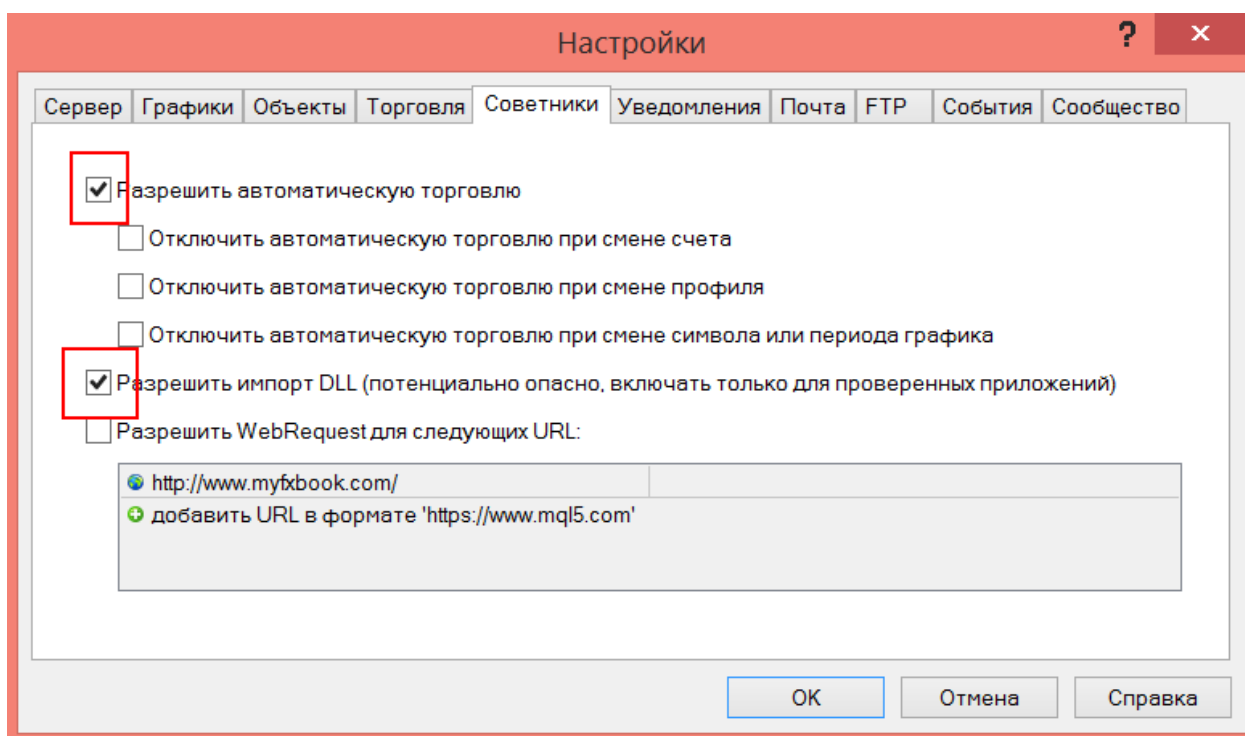 Настройки
?
Сервер Графики Объекты Торговля Советники Уведомления Почта FTP События Сообщество
Разрешить автоматическую торговлю
Отключить автоматическую торговлю при смене счета
Отключить автоматическую торговлю при смене профиля
Отключить автоматическую торговлю при смене символа или периода графика
Разрешить импорт DLL (потенциально опасно, включать только для проверенных приложений)
Разрешить WebRequest для следующих URL:
http://www.myfxbook.com/
добавить URL в формате 'https://www.mql5.com'
OK Отмена Справка